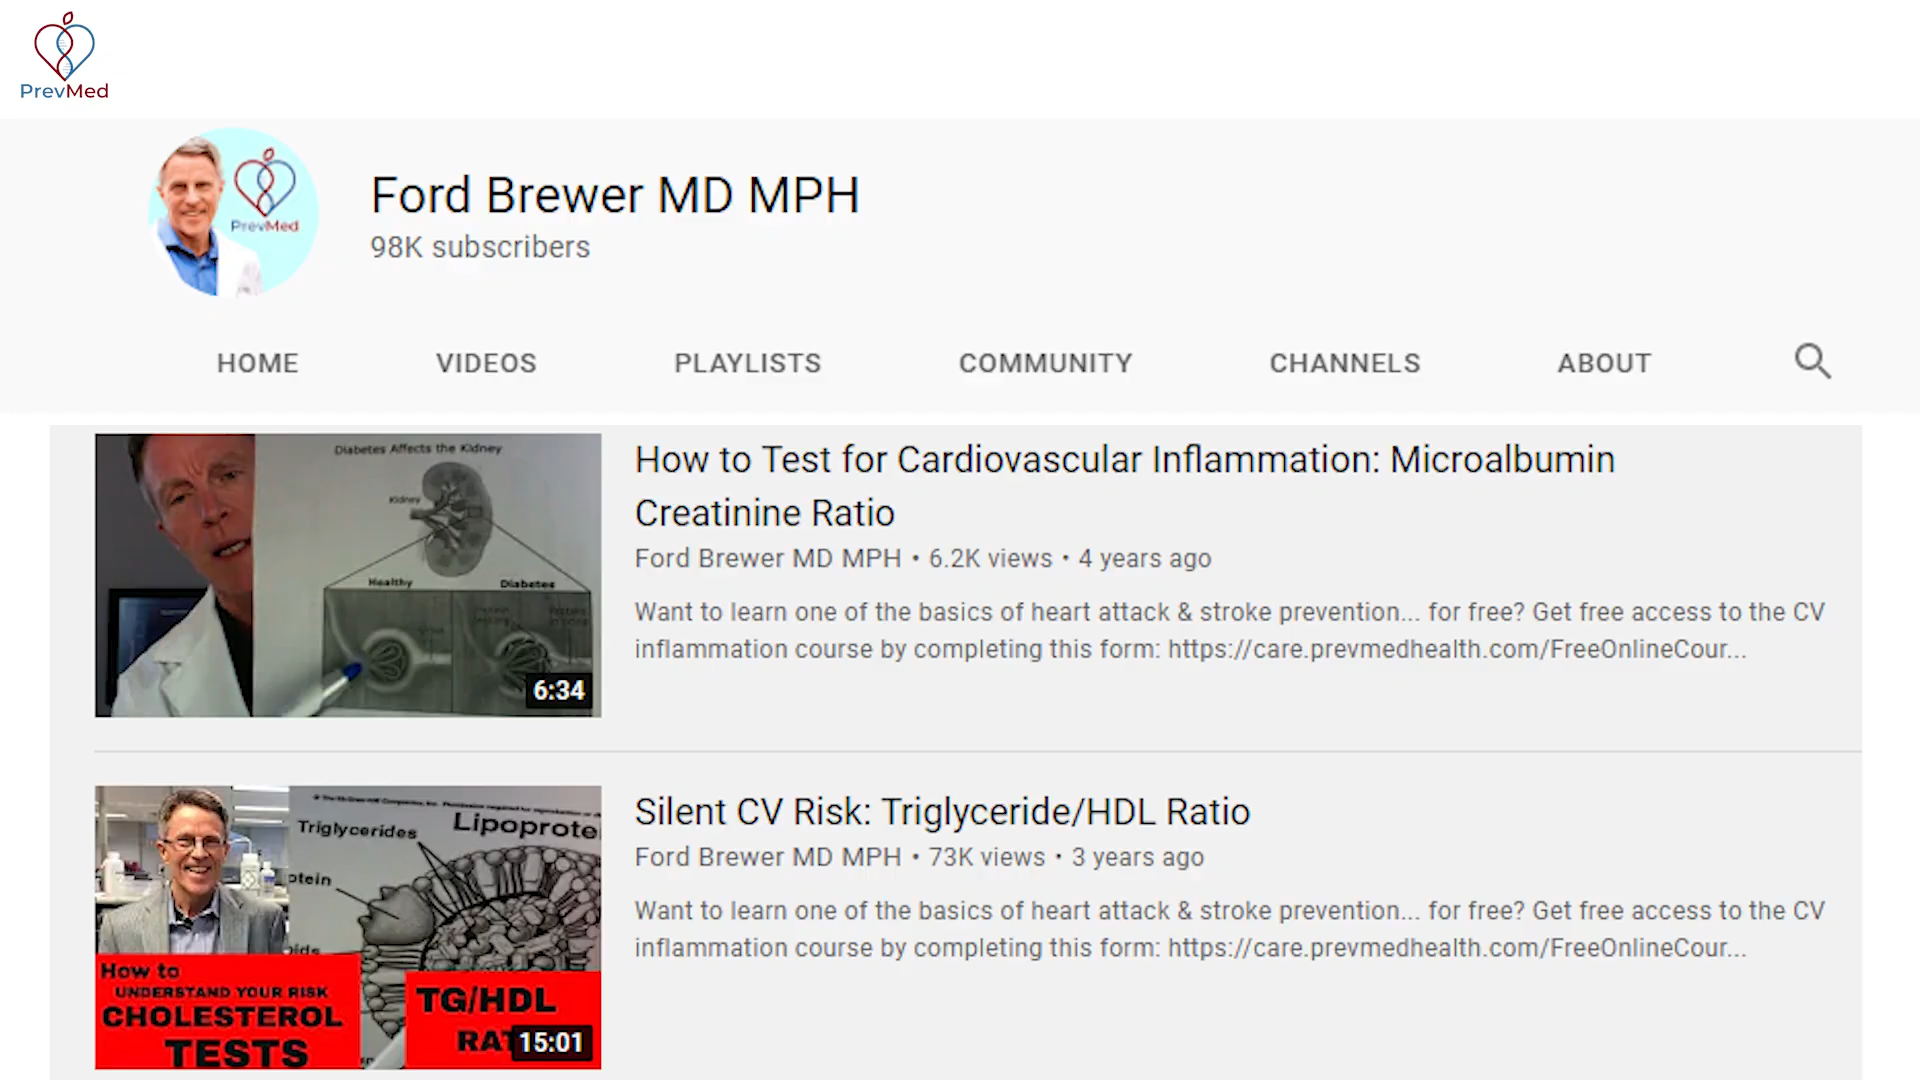 PrevMed
PrevMed
Ford Brewer MD MPH
98K subscribers
HOME VIDEOS PLAYLISTS COMMUNITY CHANNELS ABOUT
Diabetes Affects the Kidney
Kidney
Healthy Diabetes
6:34
How to Test for Cardiovascular Inflammation: Microalbumin
Creatinine Ratio
Ford Brewer MD MPH • 6.2K views • 4 years ago
Want to learn one of the basics of heart attack & stroke prevention... for free? Get free access to the CV
inflammation course by completing this form: https://care.prevmedhealth.com/FreeOnlineCour...
Triglycerides
Lipoprote
otein
oids
How to
UNDERSTAND YOUR RISK
CHOLESTEROL
TESTS
TG/HDL
RAT
15:01
Silent CV Risk: Triglyceride/HDL Ratio
Ford Brewer MD MPH • 73K views • 3 years ago
Want to learn one of the basics of heart attack & stroke prevention... for free? Get free access to the CV
inflammation course by completing this form: https://care.prevmedhealth.com/FreeOnlineCour...